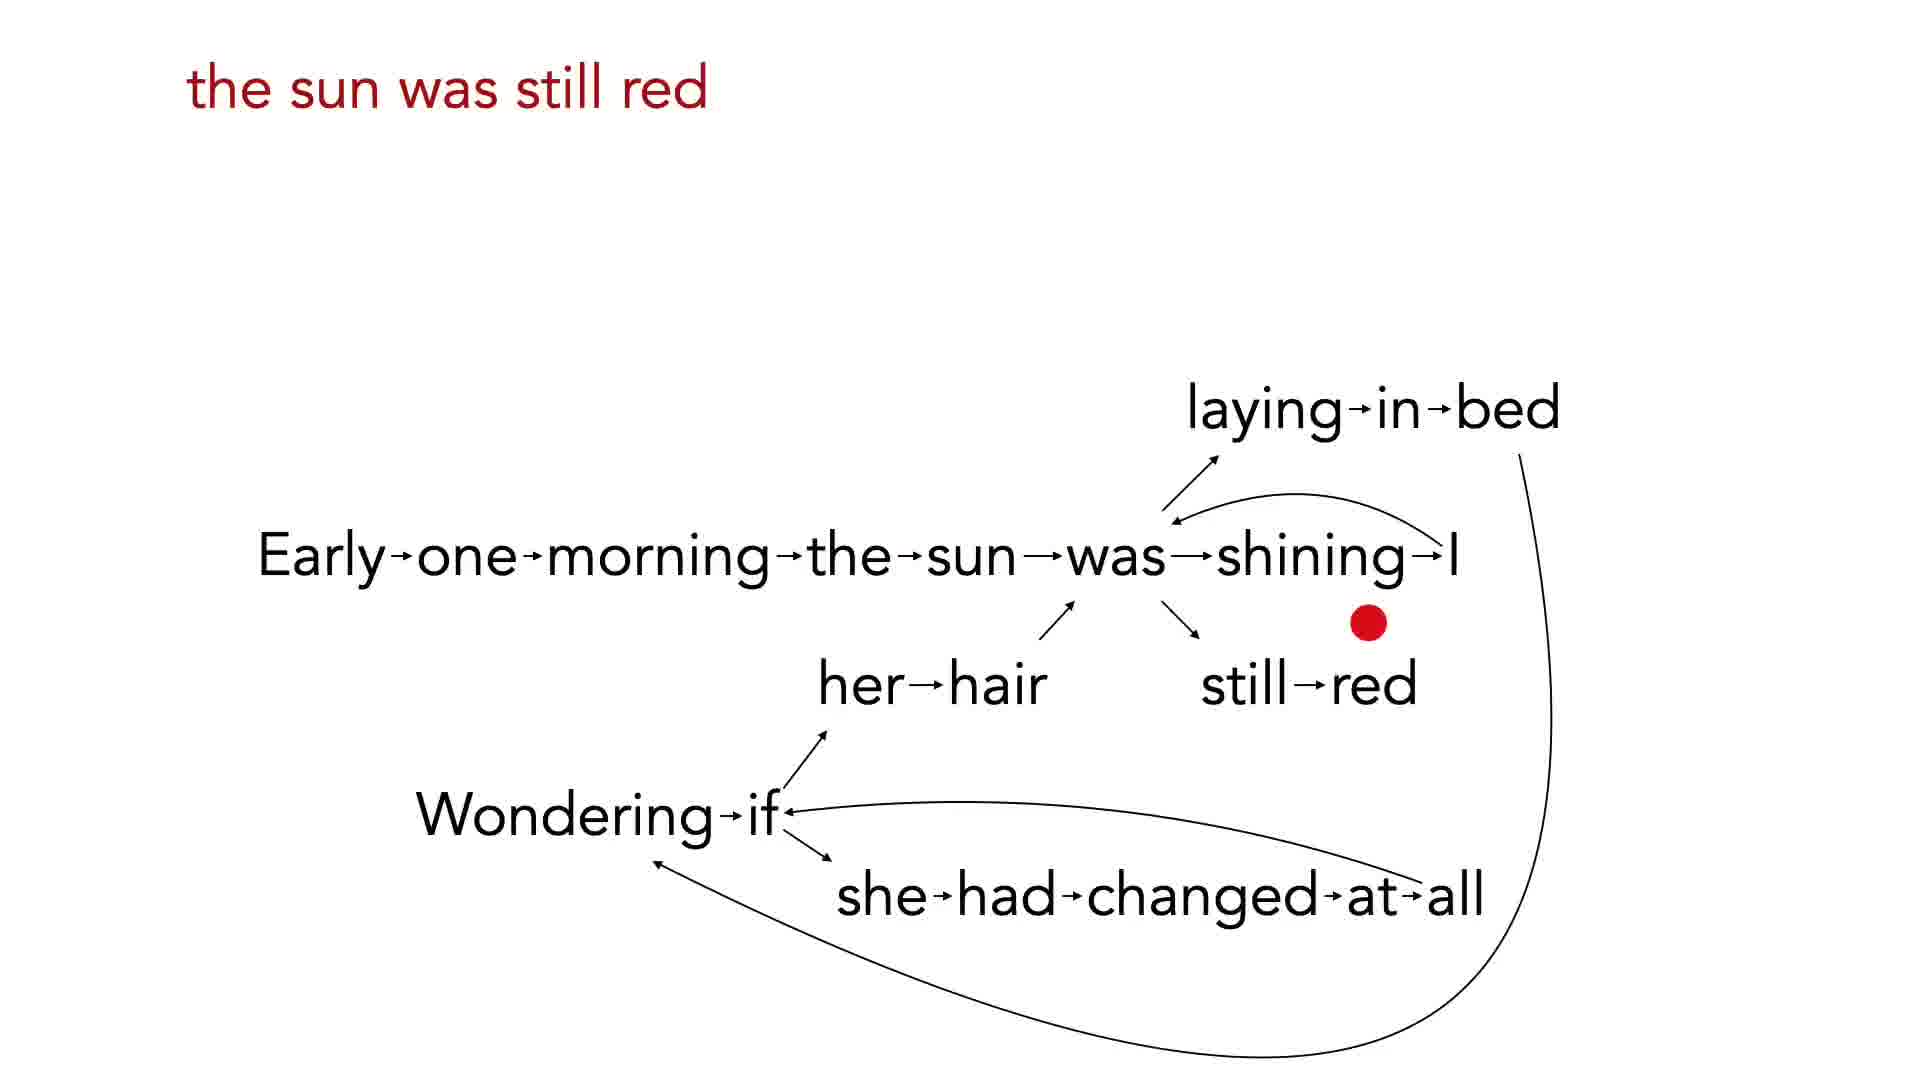 the sun was still red
laying in bed
Early one morning the sun was shining I
her hair
still red
Wondering if
she had changed at all